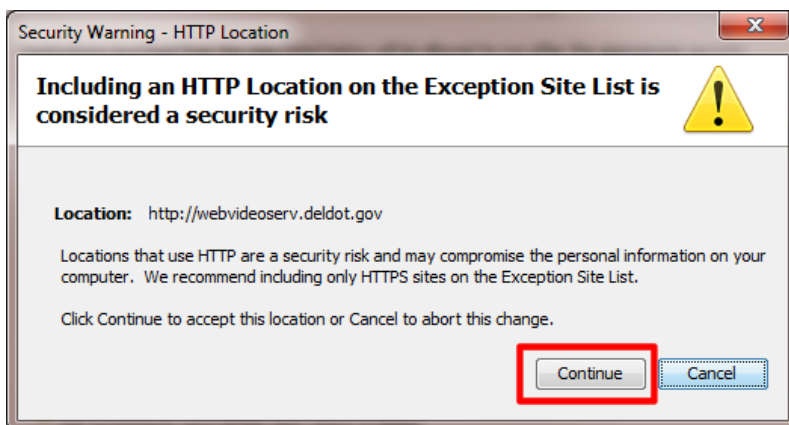 Security Warning - HTTP Location
Including an HTTP Location on the Exception Site List is
considered a security risk
Location: http://webvideoserv.deldot.gov
Locations that use HTTP are a security risk and may compromise the personal information on your
computer. We recommend including only HTTPS sites on the Exception Site List.
Click Continue to accept this location or Cancel to abort this change.
Continue Cancel